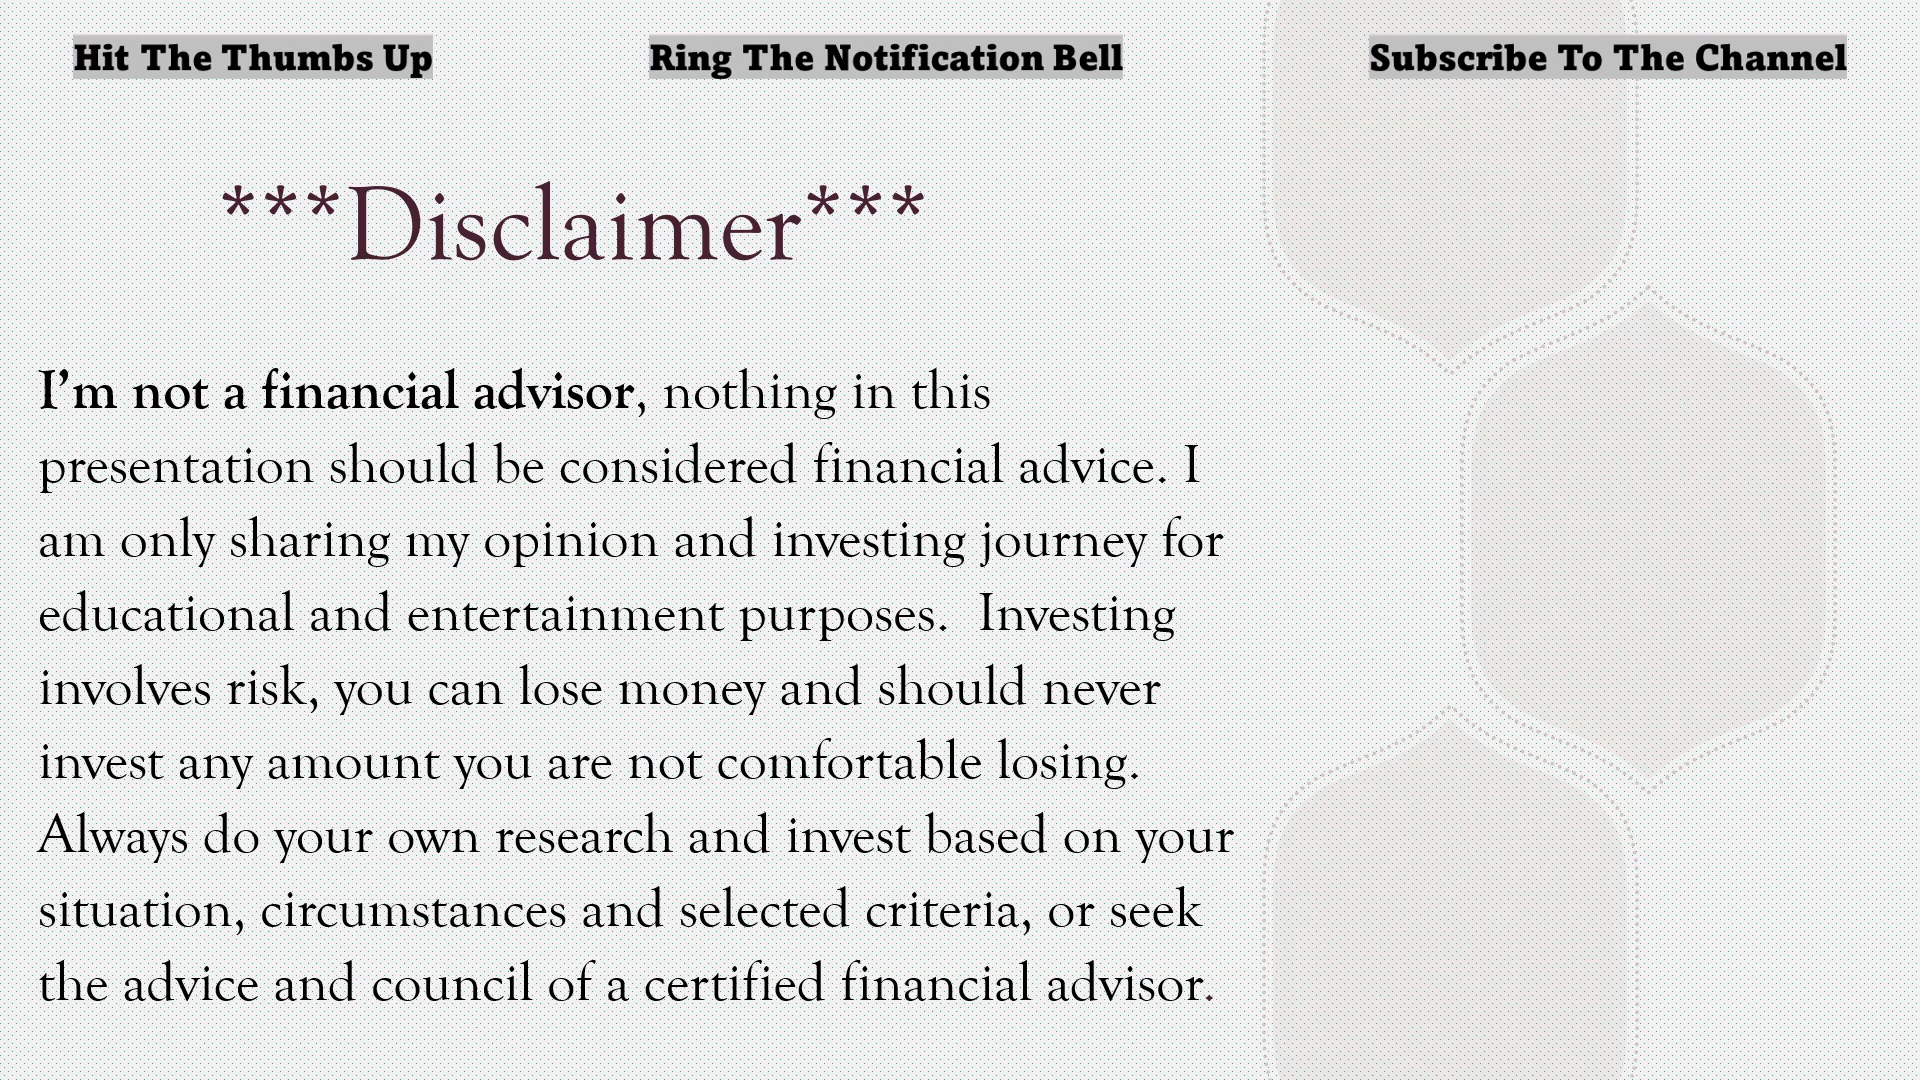 Hit The Thumbs Up
Ring The Notification Bell
Subscribe To The Channel
***Disclaimer***
I’m not a financial advisor, nothing in this
presentation should be considered financial advice. I
am only sharing my opinion and investing journey for
educational and entertainment purposes.  Investing
involves risk, you can lose money and should never
invest any amount you are not comfortable losing.
Always do your own research and invest based on your
situation, circumstances and selected criteria, or seek
the advice and council of a certified financial advisor.